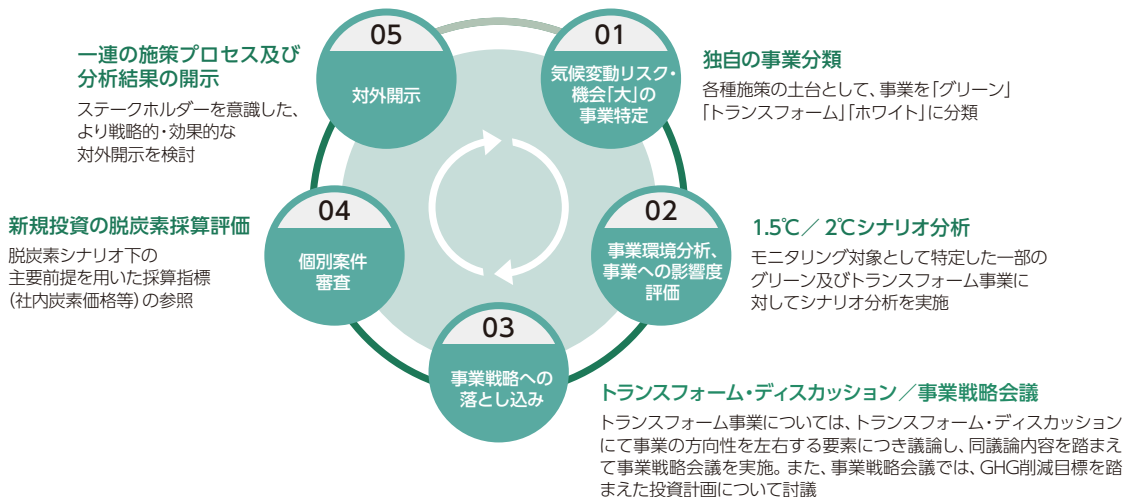 01
気候変動リスク・
機会「大」の
事業特定
独自の事業分類
各種施策の土台として、事業を「グリーン」
「トランスフォーム」「ホワイト」に分類
02
事業環境分析、
事業への影響度
評価
1.5℃／2℃シナリオ分析
モニタリング対象として特定した一部の
グリーン及びトランスフォーム事業に
対してシナリオ分析を実施
03
事業戦略への
落とし込み
トランスフォーム・ディスカッション／事業戦略会議
トランスフォーム事業については、トランスフォーム・ディスカッション
にて事業の方向性を左右する要素につき議論し、同議論内容を踏まえ
て事業戦略会議を実施。また、事業戦略会議では、GHG削減目標を踏
まえた投資計画について討議
04
個別案件
審査
新規投資の脱炭素採算評価
脱炭素シナリオ下の
主要前提を用いた採算指標
（社内炭素価格等）の参照
05
対外開示
一連の施策プロセス及び
分析結果の開示
ステークホルダーを意識した、
より戦略的・効果的な
対外開示を検討